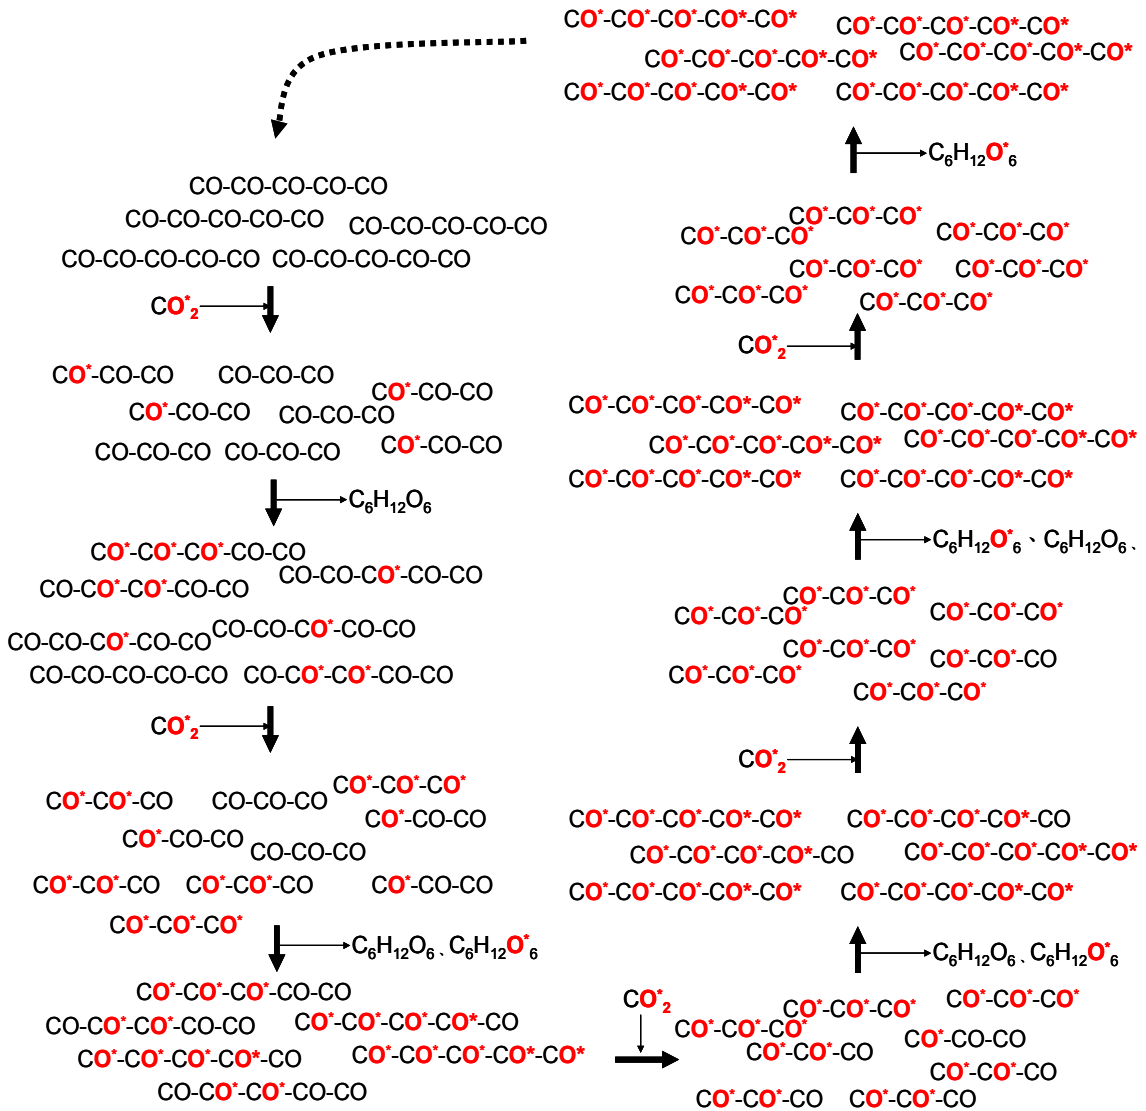 CO-CO-CO-CO-CO
CO-CO-CO-CO-CO
CO-CO-CO-CO-CO
CO-CO-CO-CO-CO
CO-CO-CO-CO-CO
CO*2
CO*-CO-CO
CO-CO-CO
CO*-CO-CO
CO*-CO-CO
CO-CO-CO
CO-CO-CO
CO-CO-CO
CO*-CO-CO
C6H12O6
CO*-CO*-CO*-CO-CO
CO-CO-CO*-CO-CO
CO-CO*-CO*-CO-CO
CO-CO-CO*-CO-CO
CO-CO-CO*-CO-CO
CO-CO-CO-CO-CO
CO-CO*-CO*-CO-CO
CO*2
CO*-CO*-CO
CO-CO-CO
CO*-CO*-CO*
CO*-CO-CO
CO*-CO-CO
CO-CO-CO
CO*-CO*-CO
CO*-CO*-CO
CO*-CO-CO
CO*-CO*-CO*
C6H12O6、C6H12O*6
CO*-CO*-CO*-CO-CO
CO-CO*-CO*-CO-CO
CO*-CO*-CO*-CO*-CO
CO*-CO*-CO*-CO*-CO
CO*-CO*-CO*-CO*-CO*
CO-CO*-CO*-CO-CO
CO*-CO*-CO*-CO*-CO*
CO*-CO*-CO*-CO*-CO*
CO*-CO*-CO*-CO*-CO*
CO*-CO*-CO*-CO*-CO*
CO*-CO*-CO*-CO*-CO*
CO*-CO*-CO*-CO*-CO*
C6H12O*6
CO*-CO*-CO*
CO*-CO*-CO*
CO*-CO*-CO*
CO*-CO*-CO*
CO*-CO*-CO*
CO*-CO*-CO*
CO*-CO*-CO*
CO*2
CO*-CO*-CO*-CO*-CO*
CO*-CO*-CO*-CO*-CO*
CO*-CO*-CO*-CO*-CO*
CO*-CO*-CO*-CO*-CO*
CO*-CO*-CO*-CO*-CO*
CO*-CO*-CO*-CO*-CO*
C6H12O*6、C6H12O6、
CO*-CO*-CO*
CO*-CO*-CO*
CO*-CO*-CO*
CO*-CO*-CO*
CO*-CO*-CO
CO*-CO*-CO*
CO*-CO*-CO*
CO*2
CO*-CO*-CO*-CO*-CO*
CO*-CO*-CO*-CO*-CO
CO*-CO*-CO*-CO*-CO
CO*-CO*-CO*-CO*-CO*
CO*-CO*-CO*-CO*-CO*
CO*-CO*-CO*-CO*-CO*
C6H12O6、C6H12O*6
CO*2
CO*-CO*-CO*
CO*-CO*-CO*
CO*-CO*-CO*
CO*-CO-CO
CO*-CO*-CO
CO*-CO*-CO
CO*-CO*-CO
CO*-CO*-CO